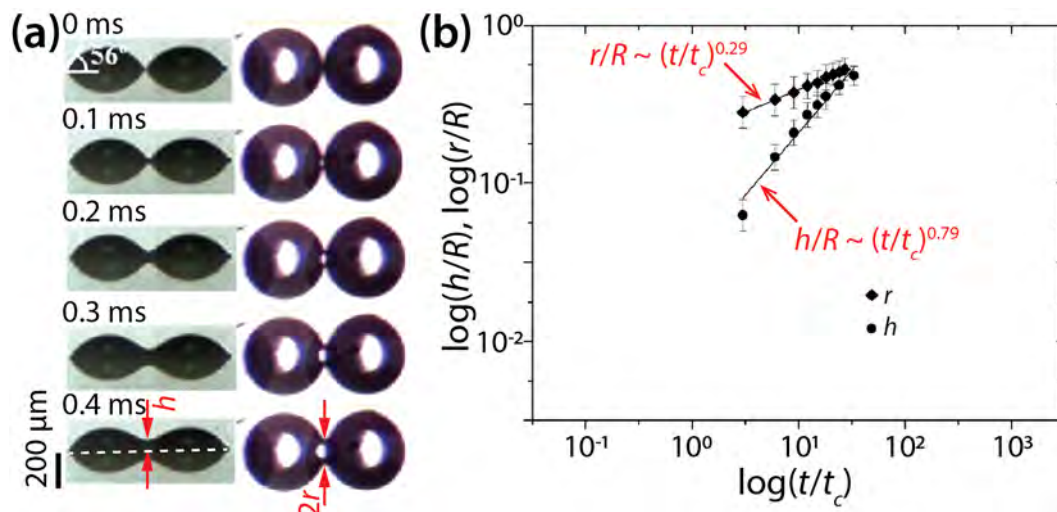 (a)
0 ms
56°
0.1 ms
0.2 ms
0.3 ms
0.4 ms
h
200 µm
2r
(b)
10⁰
10⁻¹
10⁻²
log(h/R), log(r/R)
r/R ~ (t/t_c)^0.29
h/R ~ (t/t_c)^0.79
r
h
10⁻¹ 10⁰ 10¹ 10² 10³
log(t/t_c)